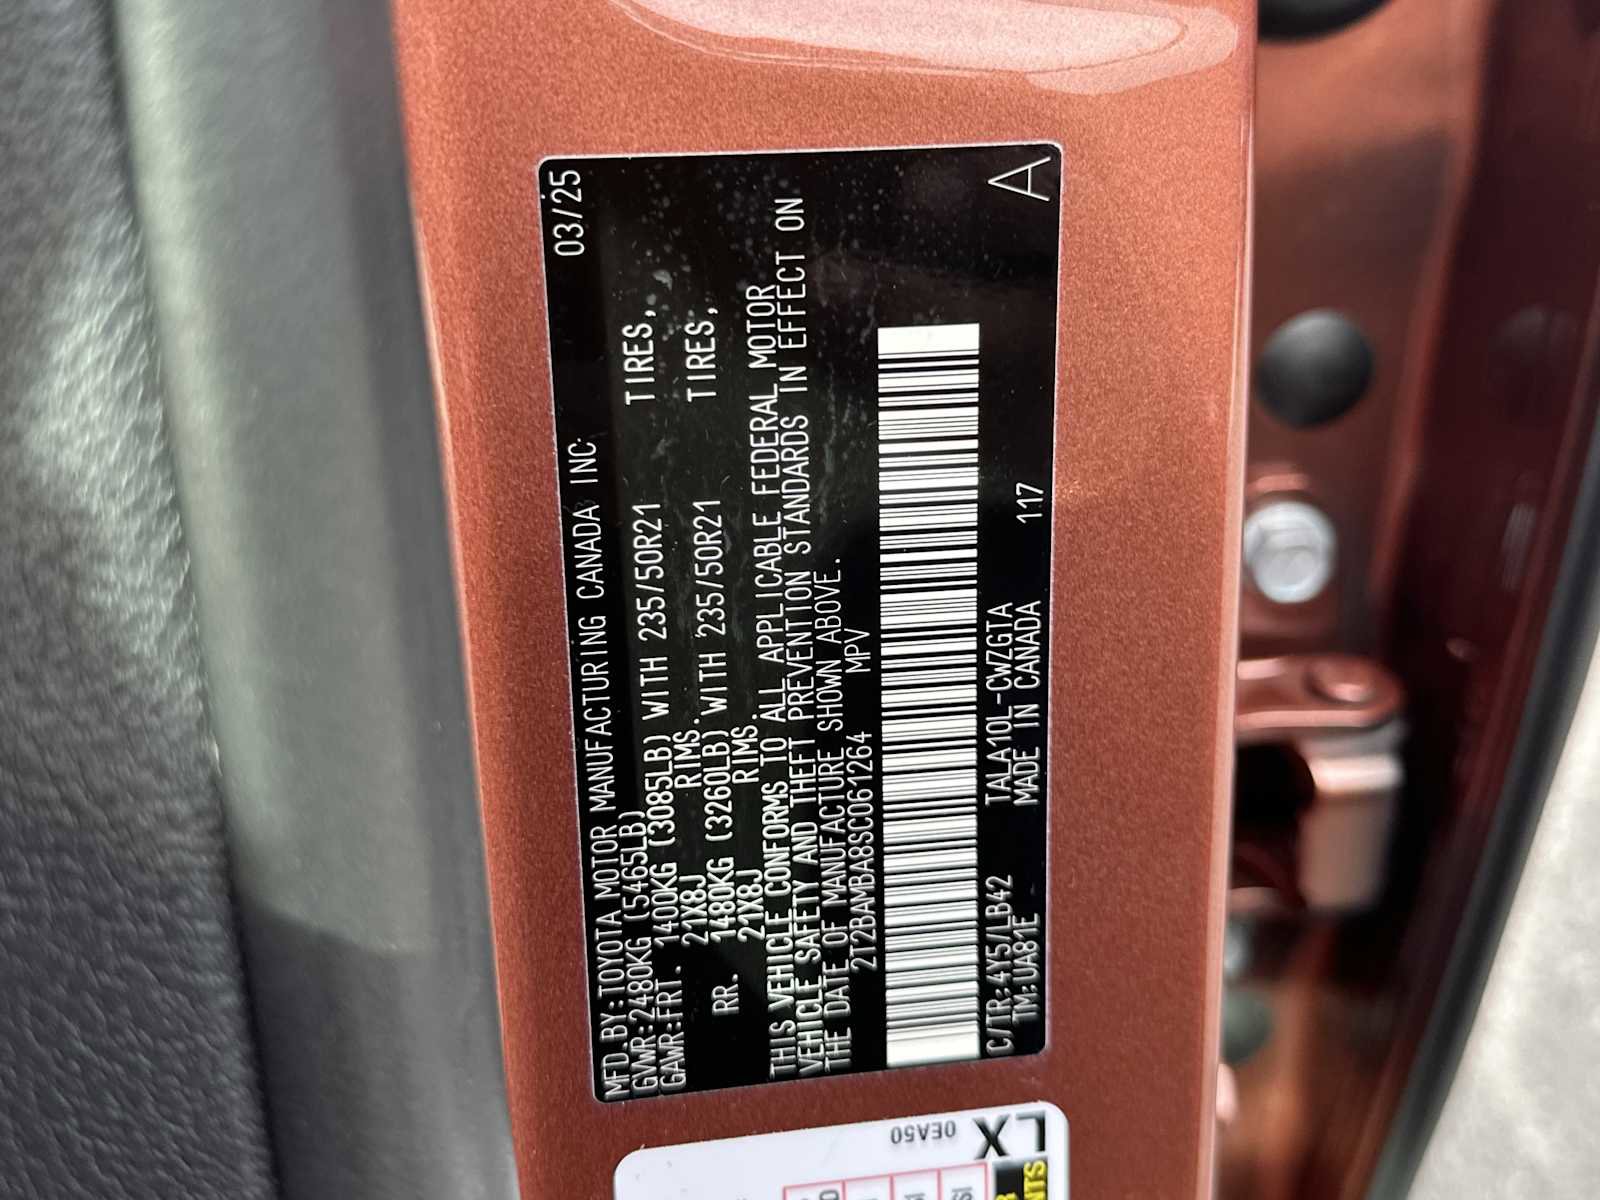 MFD BY:TOYOTA MOTOR MANUFACTURING CANADA INC. 03/25
GVWR:2480KG (5465LB)
GAWR:FRT. 1400KG (3085LB) WITH 235/50R21 TIRES,
21X8J RIMS.
RR. 1480KG (3260LB) WITH 235/50R21 TIRES,
21X8J RIMS.
THIS VEHICLE CONFORMS TO ALL APPLICABLE FEDERAL MOTOR
VEHICLE SAFETY AND THEFT PREVENTION STANDARDS IN EFFECT ON
THE DATE OF MANUFACTURE SHOWN ABOVE.
2T2BAMBA8SC061264 MPV
C/TR:4Y5/LB42 TALA10L-CWZGTA
TM:UA81E MADE IN CANADA 117 A
LX
0EA50